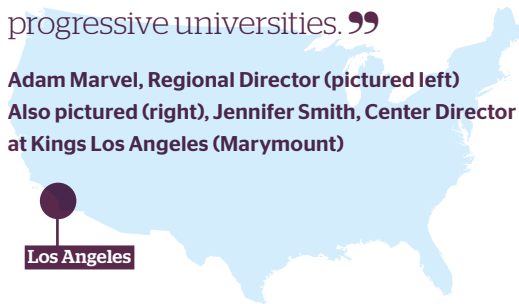 progressive universities.”
Adam Marvel, Regional Director (pictured left)
Also pictured (right), Jennifer Smith, Center Director
at Kings Los Angeles (Marymount)
Los Angeles